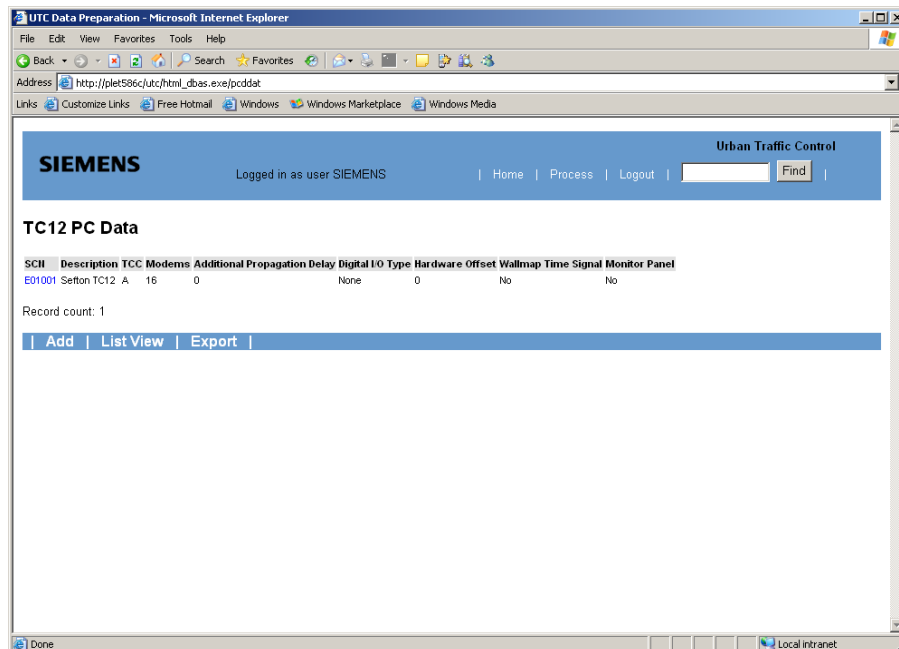 UTC Data Preparation - Microsoft Internet Explorer
File Edit View Favorites Tools Help
Back Search Favorites
Address http://plet586c/utc/html_dbas.exe/pcddat
Links Customize Links Free Hotmail Windows Windows Marketplace Windows Media
Urban Traffic Control
SIEMENS
Logged in as user SIEMENS | Home | Process | Logout | Find |
TC12 PC Data
SCN Description TCC Modems Additional Propagation Delay Digital I/O Type Hardware Offset Wallmap Time Signal Monitor Panel
E01001 Sefton TC12 A 16 0 None 0 No No
Record count: 1
| Add | List View | Export |
Done Local intranet